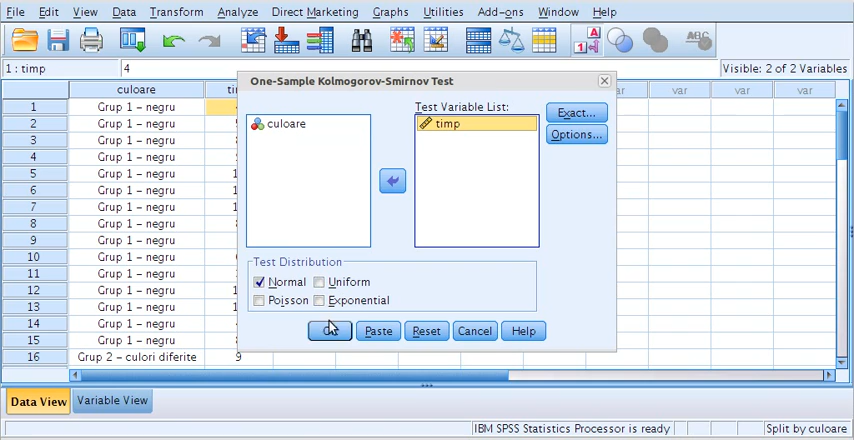 File Edit View Data Transform Analyze Direct Marketing Graphs Utilities Add-ons Window Help
1 : timp 4 Visible: 2 of 2 Variables
One-Sample Kolmogorov-Smirnov Test
culoare var var var
Test Variable List:
culoare timp Exact...
Options...
1 Grup 1 – negru
2 Grup 1 – negru
3 Grup 1 – negru
4 Grup 1 – negru
5 Grup 1 – negru
6 Grup 1 – negru
7 Grup 1 – negru
8 Grup 1 – negru
9 Grup 1 – negru
10 Grup 1 – negru
11 Grup 1 – negru
12 Grup 1 – negru
13 Grup 1 – negru
14 Grup 1 – negru
15 Grup 1 – negru
16 Grup 2 – culori diferite 9
Test Distribution
Normal Uniform
Poisson Exponential
Paste Reset Cancel Help
Data View Variable View
IBM SPSS Statistics Processor is ready Split by culoare